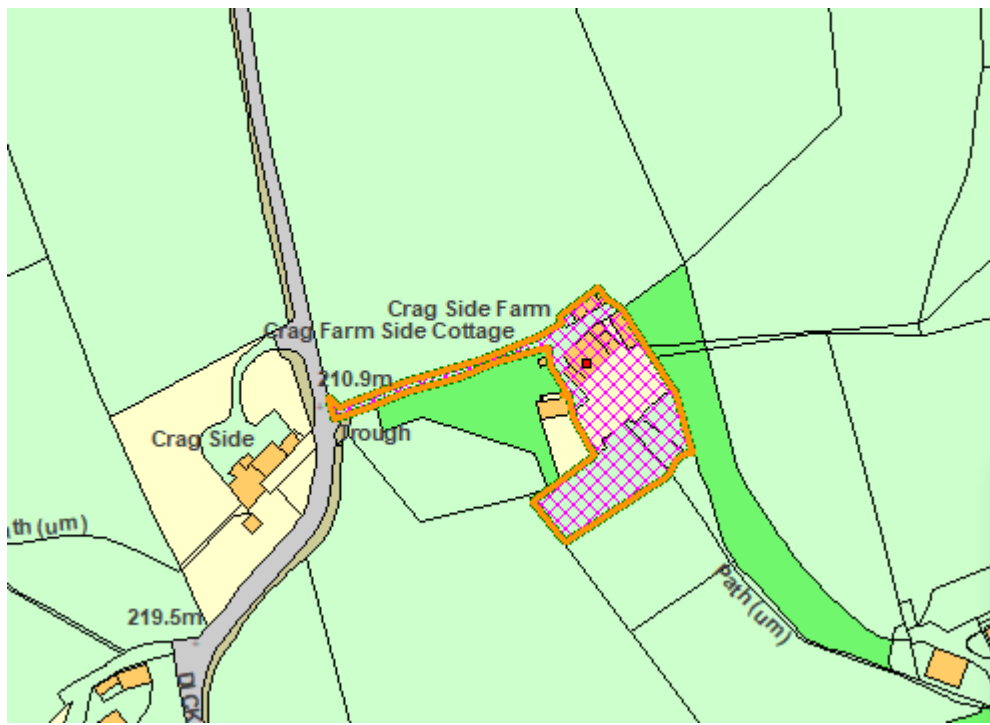 Crag Side Farm
Crag Farm Side Cottage
210.9m
Trough
Crag Side
th (um)
219.5m
Path (um)